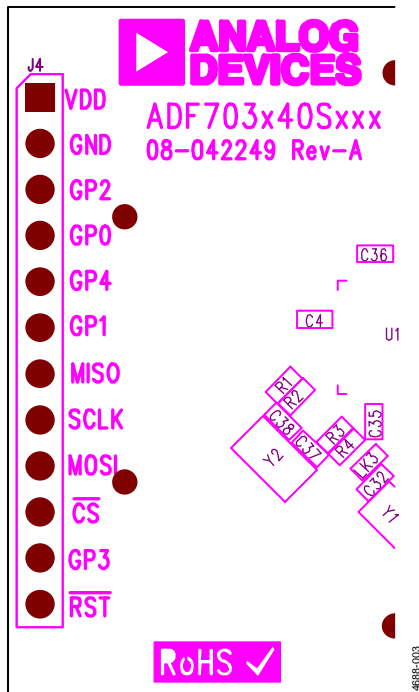 ANALOG
DEVICES
J4
ADF703x40Sxxx
08-042249 Rev-A
VDD
GND
GP2
GP0
GP4
GP1
MISO
SCLK
MOSI
CS
GP3
RST
C36
C4
U1
R1
R2
C38
C37
Y2
R3
R4
C35
LK3
C32
Y1
RoHS ✓
4688-003